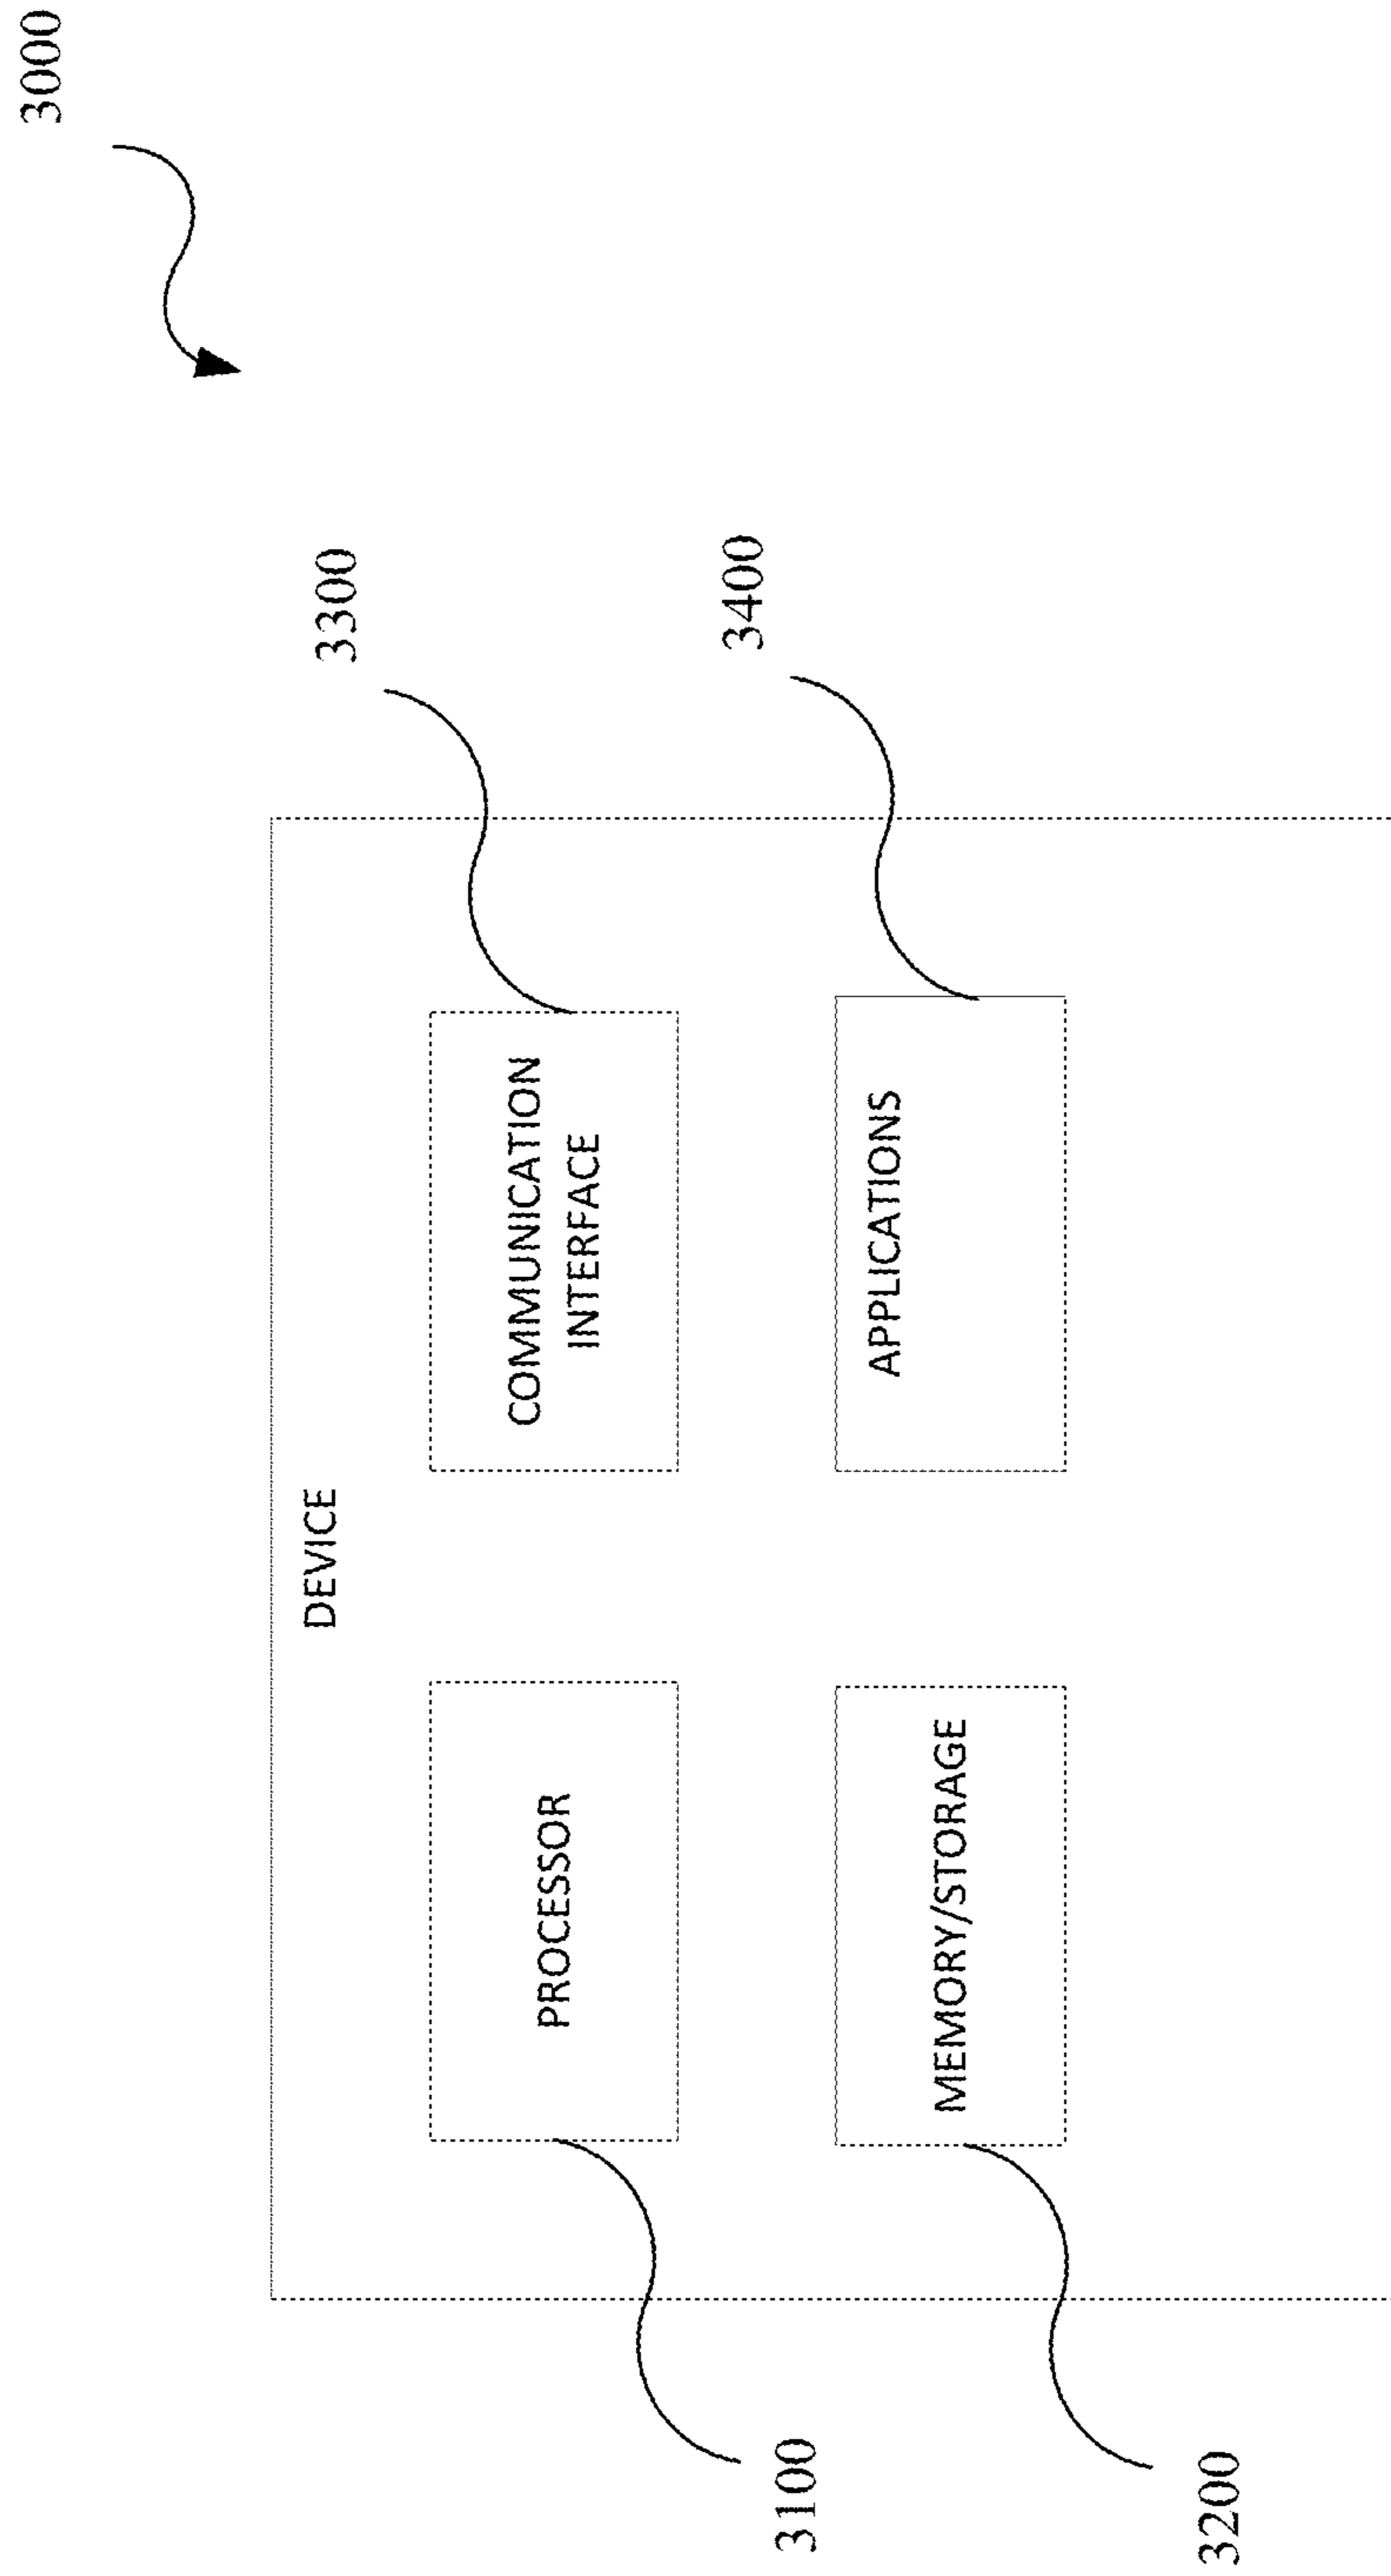 3000
DEVICE
3300
3100
PROCESSOR
COMMUNICATION
INTERFACE
3400
3200
MEMORY/STORAGE
APPLICATIONS